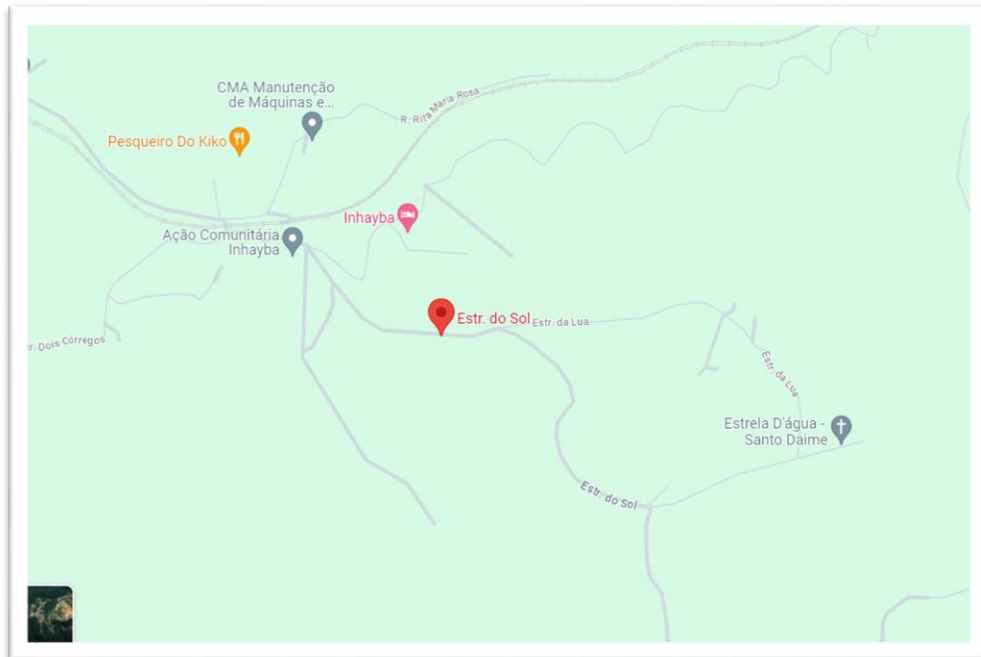 CMA Manutenção
de Máquinas e...
R. Rita Maria Rosa
Pesqueiro Do Kiko
Inhayba
Ação Comunitária
Inhayba
Estr. do Sol
Estr. da Lua
tr. Dois Córregos
Estr. da Lua
Estrela D'água -
Santo Daime
Estr. do Sol